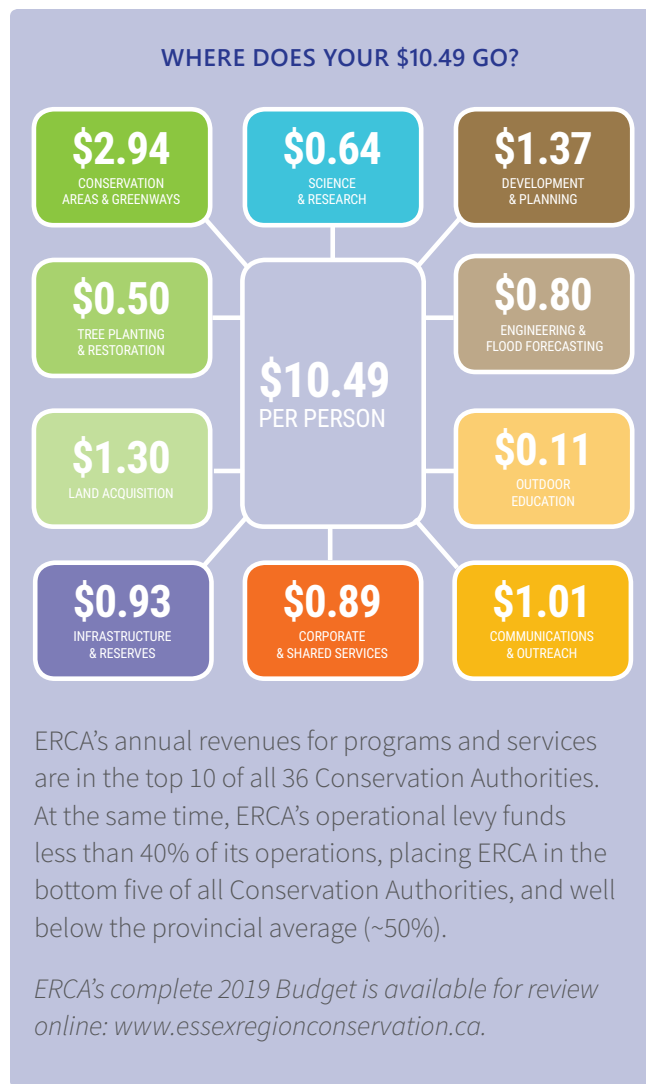 WHERE DOES YOUR $10.49 GO?
$2.94
CONSERVATION
AREAS & GREENWAYS
$0.64
SCIENCE
& RESEARCH
$1.37
DEVELOPMENT
& PLANNING
$0.50
TREE PLANTING
& RESTORATION
$0.80
ENGINEERING &
FLOOD FORECASTING
$10.49
PER PERSON
$1.30
LAND ACQUISITION
$0.11
OUTDOOR
EDUCATION
$0.93
INFRASTRUCTURE
& RESERVES
$0.89
CORPORATE
& SHARED SERVICES
$1.01
COMMUNICATIONS
& OUTREACH
ERCA’s annual revenues for programs and services
are in the top 10 of all 36 Conservation Authorities.
At the same time, ERCA’s operational levy funds
less than 40% of its operations, placing ERCA in the
bottom five of all Conservation Authorities, and well
below the provincial average (~50%).
ERCA’s complete 2019 Budget is available for review
online: www.essexregionconservation.ca.